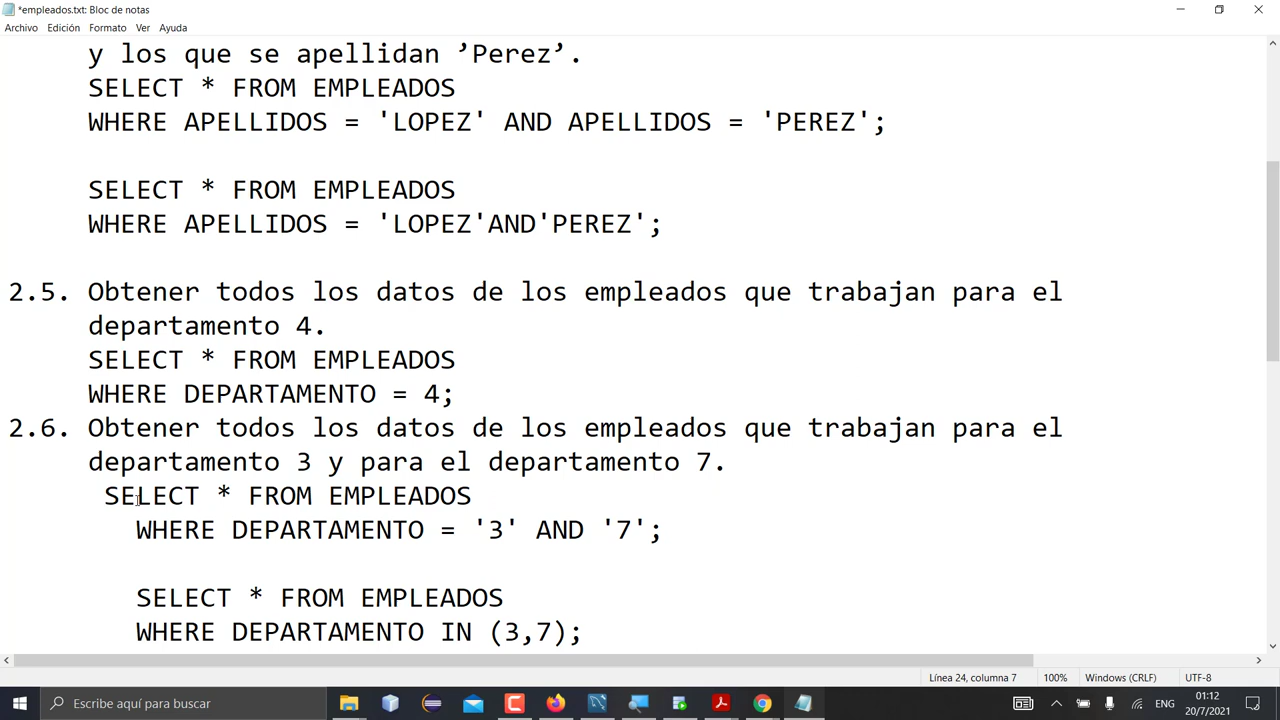 *empleados.txt: Bloc de notas
Archivo Edición Formato Ver Ayuda
y los que se apellidan ’Perez’.
SELECT * FROM EMPLEADOS
WHERE APELLIDOS = 'LOPEZ' AND APELLIDOS = 'PEREZ';
SELECT * FROM EMPLEADOS
WHERE APELLIDOS = 'LOPEZ'AND'PEREZ';
2.5. Obtener todos los datos de los empleados que trabajan para el
departamento 4.
SELECT * FROM EMPLEADOS
WHERE DEPARTAMENTO = 4;
2.6. Obtener todos los datos de los empleados que trabajan para el
departamento 3 y para el departamento 7.
SELECT * FROM EMPLEADOS
WHERE DEPARTAMENTO = '3' AND '7';
SELECT * FROM EMPLEADOS
WHERE DEPARTAMENTO IN (3,7);
Línea 24, columna 7 100% Windows (CRLF) UTF-8
Escribe aquí para buscar
ENG
01:12
20/7/2021